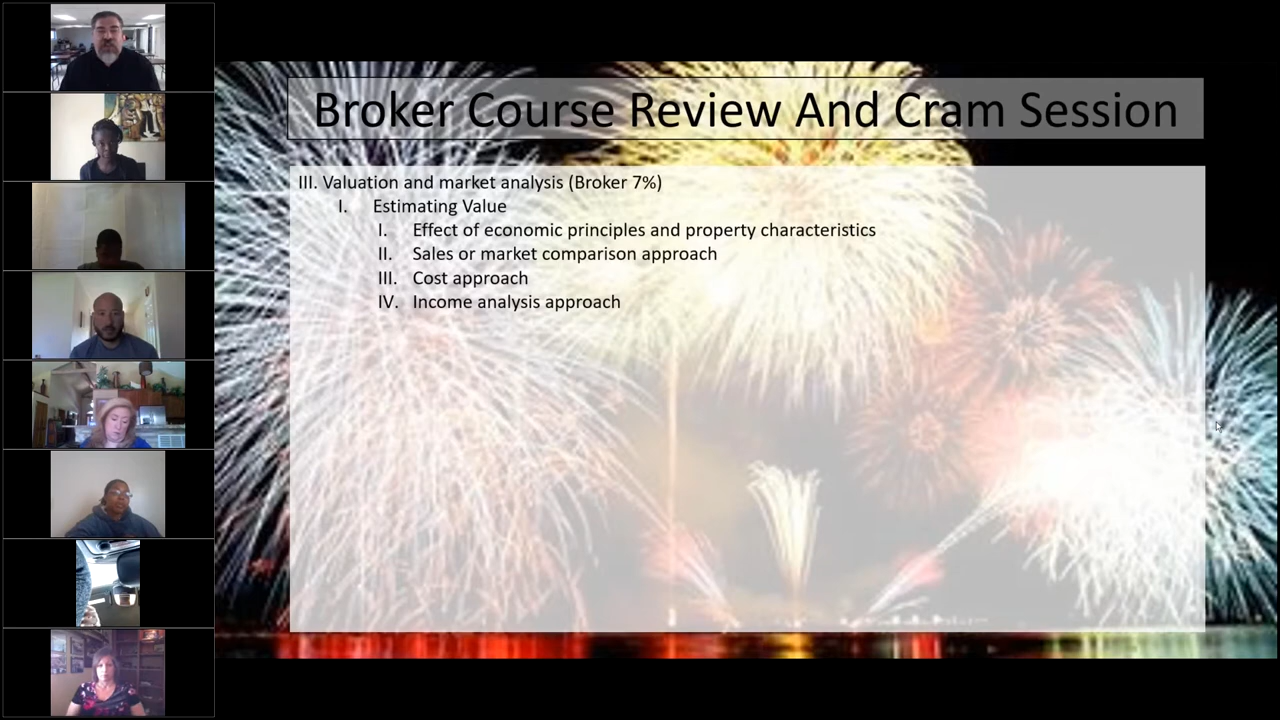 Broker Course Review And Cram Session
III. Valuation and market analysis (Broker 7%)
I. Estimating Value
I. Effect of economic principles and property characteristics
II. Sales or market comparison approach
III. Cost approach
IV. Income analysis approach